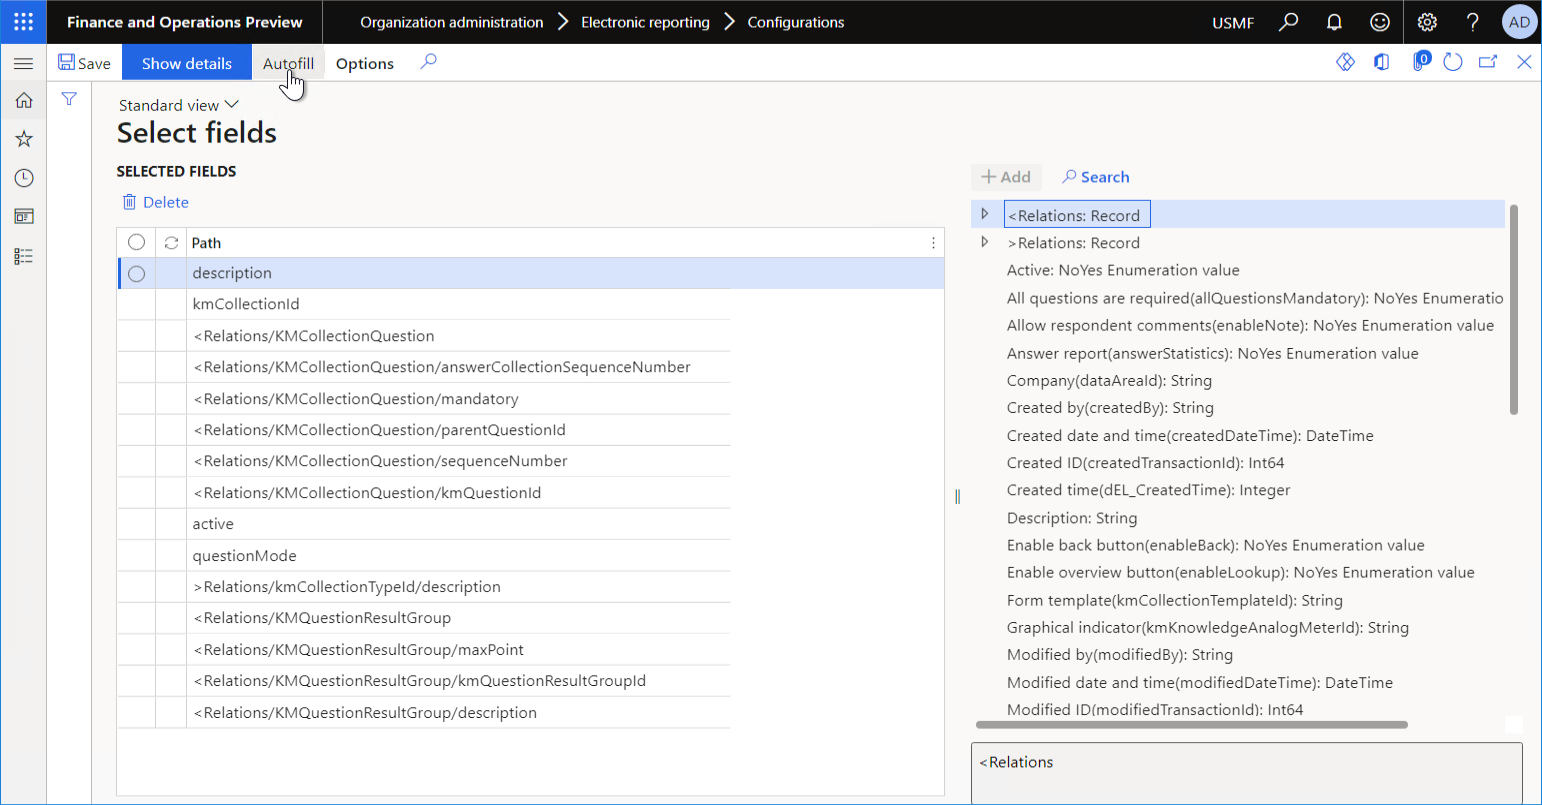 Finance and Operations Preview
Organization administration
Electronic reporting
Configurations
USMF
AD
Save
Show details
Autofill
Options
0
Standard view
Select fields
SELECTED FIELDS
Delete
Path
description
kmCollectionId
<Relations/KMCollectionQuestion
<Relations/KMCollectionQuestion/answerCollectionSequenceNumber
<Relations/KMCollectionQuestion/mandatory
<Relations/KMCollectionQuestion/parentQuestionId
<Relations/KMCollectionQuestion/sequenceNumber
<Relations/KMCollectionQuestion/kmQuestionId
active
questionMode
>Relations/kmCollectionTypeId/description
<Relations/KMQuestionResultGroup
<Relations/KMQuestionResultGroup/maxPoint
<Relations/KMQuestionResultGroup/kmQuestionResultGroupId
<Relations/KMQuestionResultGroup/description
Add
Search
<Relations: Record
>Relations: Record
Active: NoYes Enumeration value
All questions are required(allQuestionsMandatory): NoYes Enumeratio
Allow respondent comments(enableNote): NoYes Enumeration value
Answer report(answerStatistics): NoYes Enumeration value
Company(dataAreaId): String
Created by(createdBy): String
Created date and time(createdDateTime): DateTime
Created ID(createdTransactionId): Int64
Created time(dEL_CreatedTime): Integer
Description: String
Enable back button(enableBack): NoYes Enumeration value
Enable overview button(enableLookup): NoYes Enumeration value
Form template(kmCollectionTemplateId): String
Graphical indicator(kmKnowledgeAnalogMeterId): String
Modified by(modifiedBy): String
Modified date and time(modifiedDateTime): DateTime
Modified ID(modifiedTransactionId): Int64
<Relations